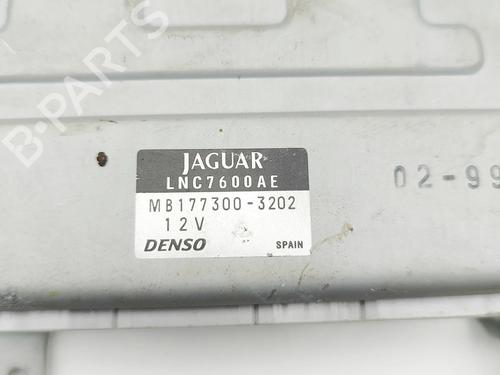 B-PARTS
JAGUAR
LNC7600AE
02-99
MB177300-3202
12V
DENSO SPAIN